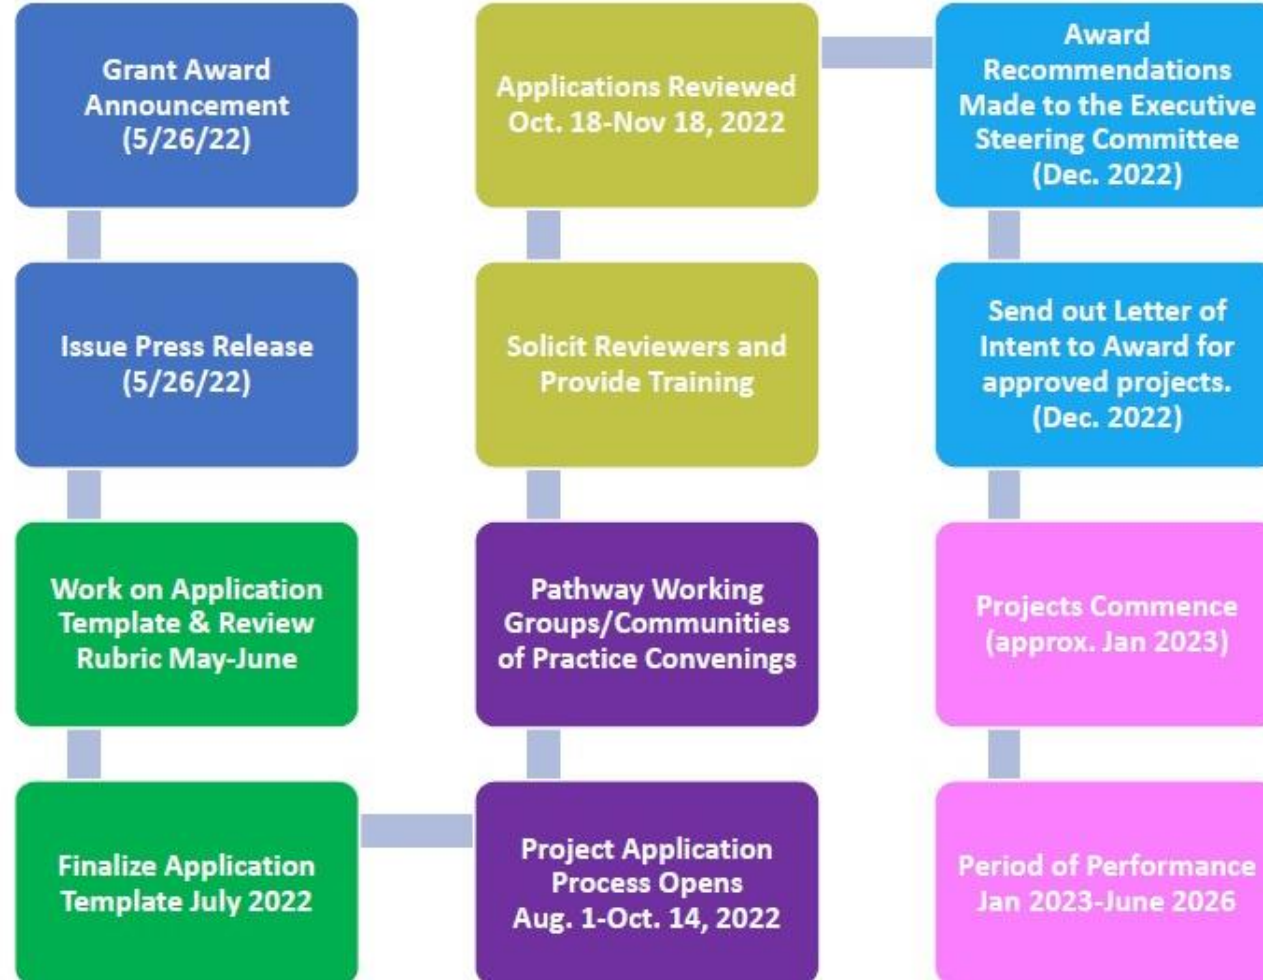 Grant Award
Announcement
(5/26/22)
Issue Press Release
(5/26/22)
Work on Application
Template & Review
Rubric May-June
Finalize Application
Template July 2022
Project Application
Process Opens
Aug. 1-Oct. 14, 2022
Pathway Working
Groups/Communities
of Practice Convenings
Solicit Reviewers and
Provide Training
Applications Reviewed
Oct. 18-Nov 18, 2022
Award
Recommendations
Made to the Executive
Steering Committee
(Dec. 2022)
Send out Letter of
Intent to Award for
approved projects.
(Dec. 2022)
Projects Commence
(approx. Jan 2023)
Period of Performance
Jan 2023-June 2026